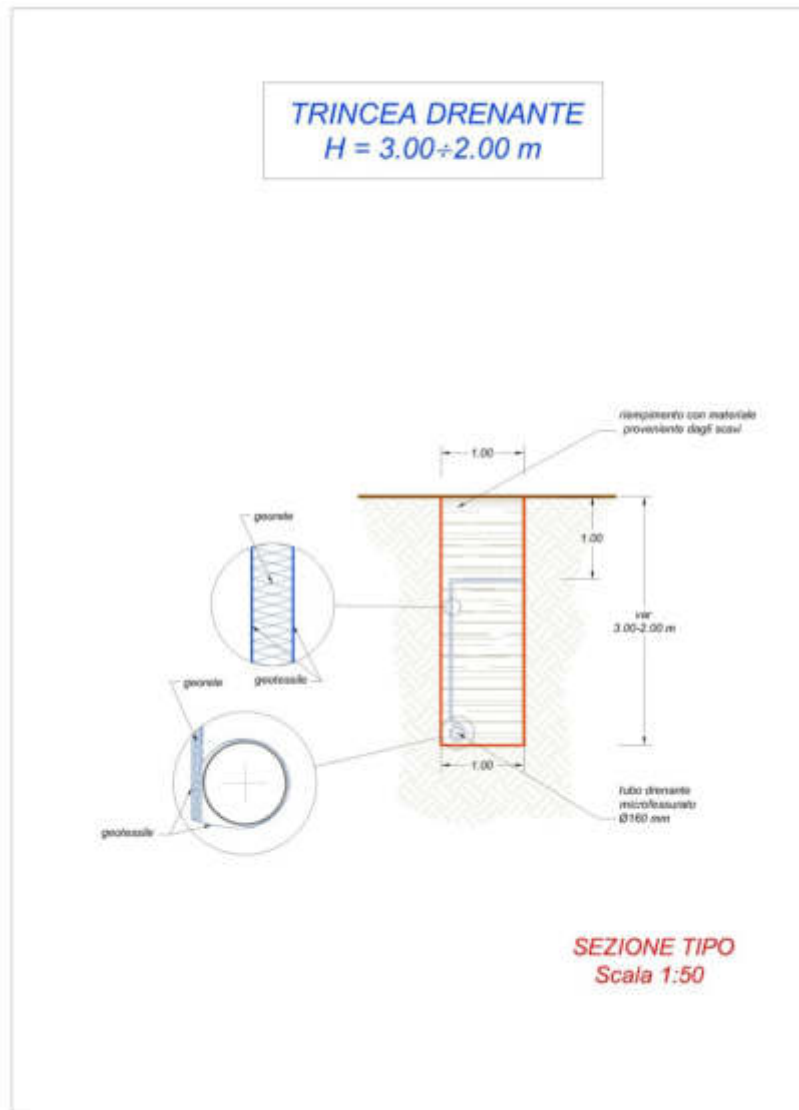 TRINCEA DRENANTE
H = 3.00÷2.00 m
riempimento con materiale
proveniente dagli scavi
1.00
georete
1.00
var
3.00-2.00 m
geotessile
georete
1.00
tubo drenante
microfessurato
Ø160 mm
geotessile
SEZIONE TIPO
Scala 1:50